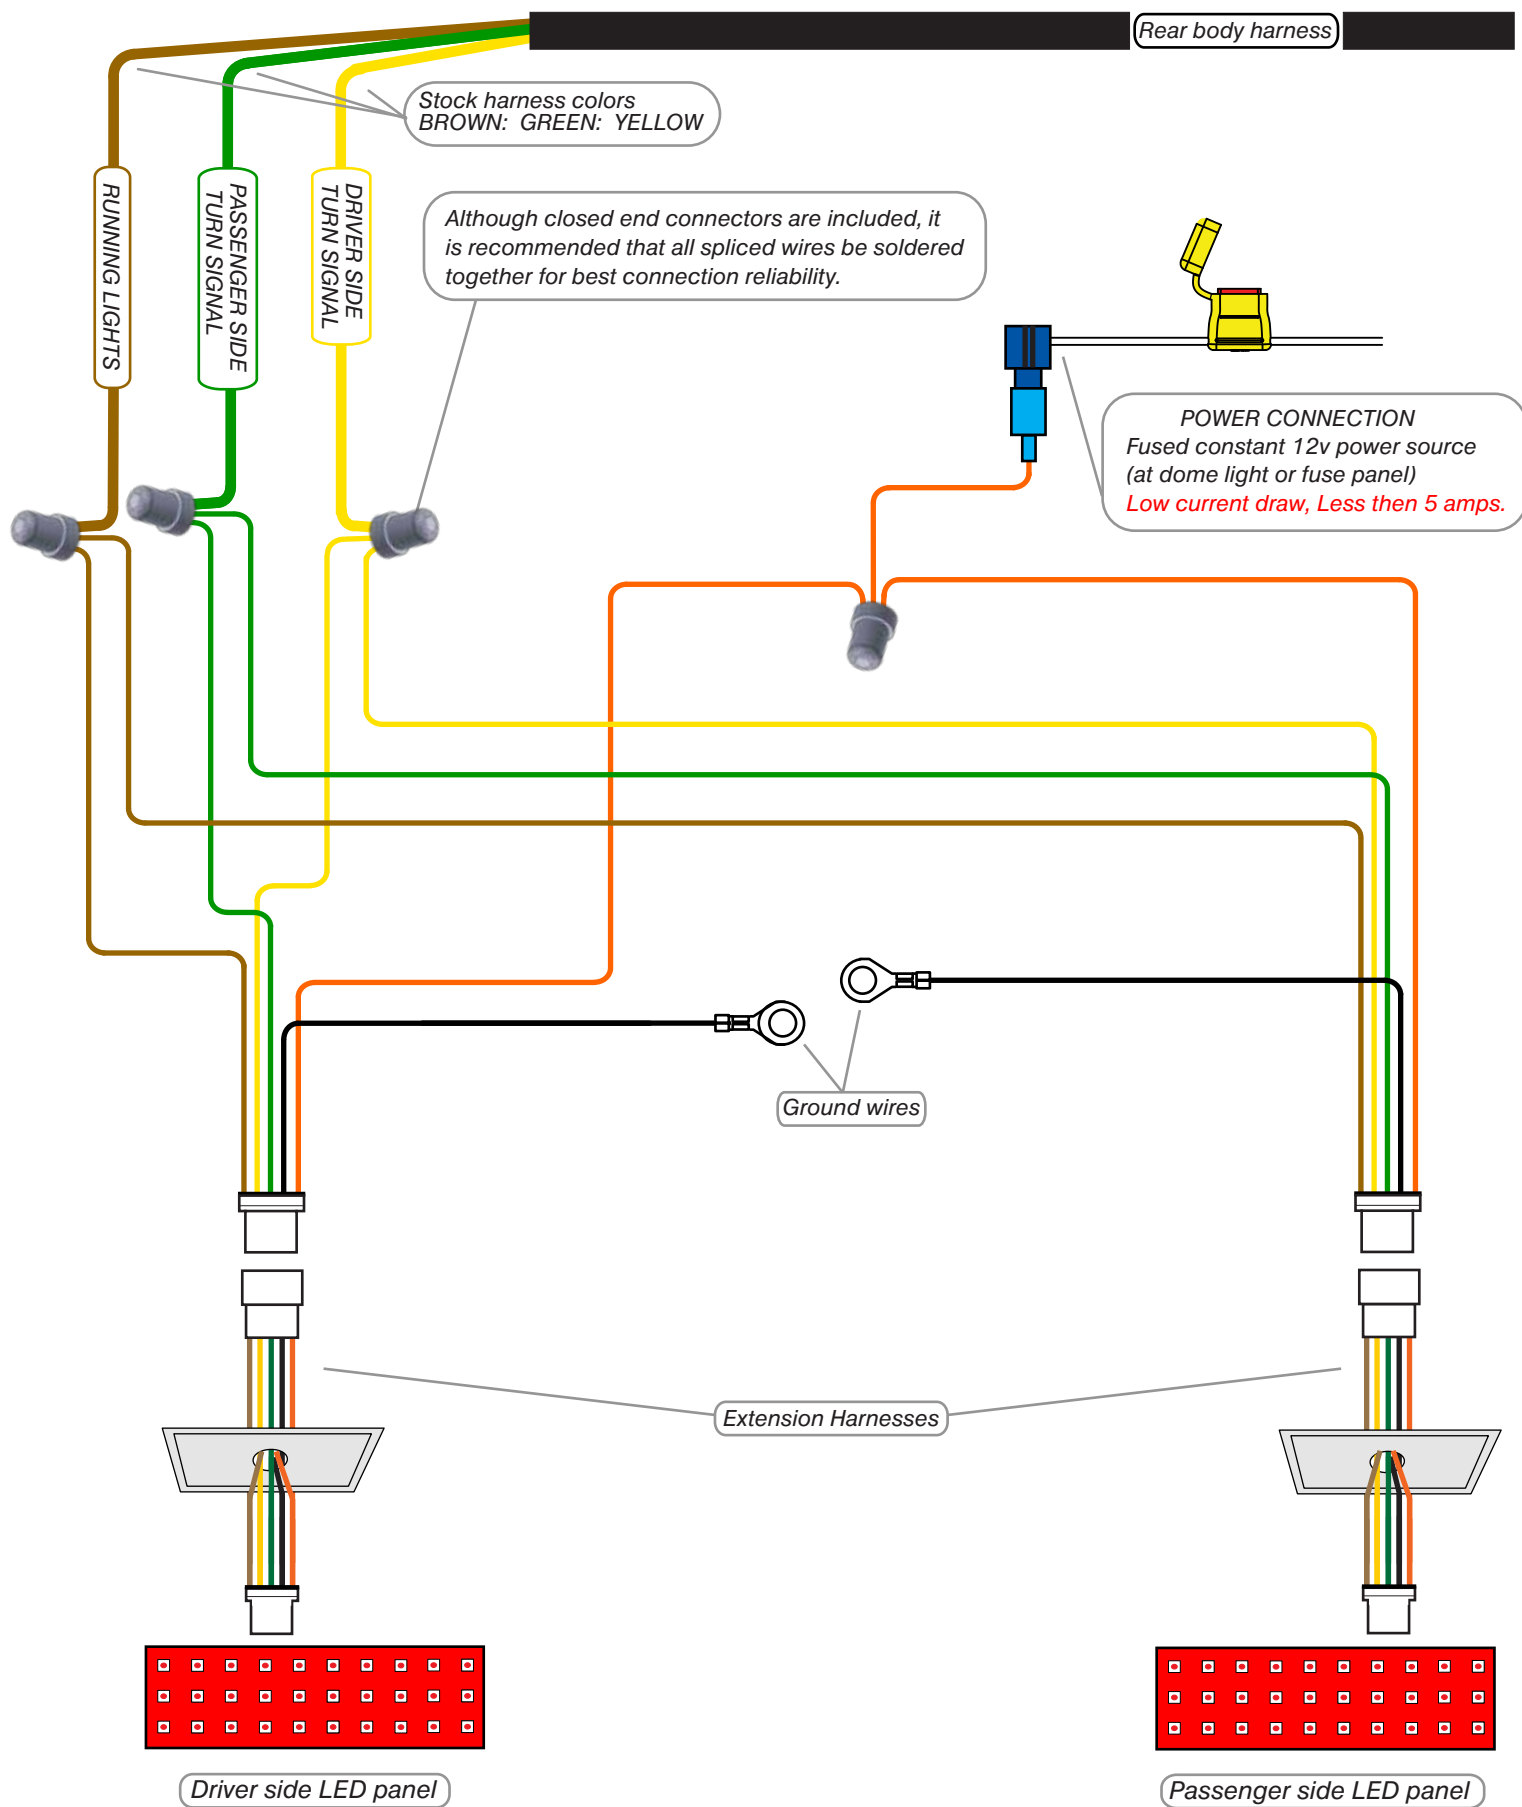 Rear body harness
Stock harness colors
BROWN: GREEN: YELLOW
RUNNING LIGHTS
PASSENGER SIDE
TURN SIGNAL
DRIVER SIDE
TURN SIGNAL
Although closed end connectors are included, it
is recommended that all spliced wires be soldered
together for best connection reliability.
POWER CONNECTION
Fused constant 12v power source
(at dome light or fuse panel)
Low current draw, Less then 5 amps.
Ground wires
Extension Harnesses
Driver side LED panel
Passenger side LED panel